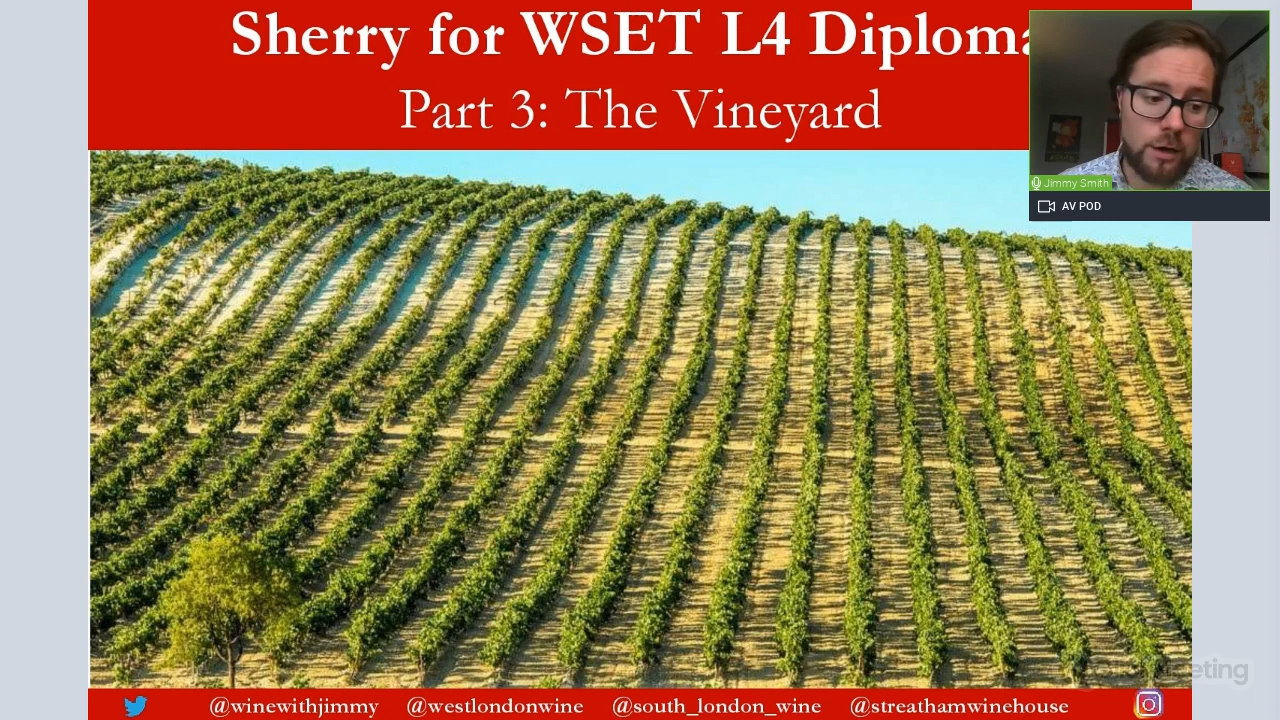 Sherry for WSET L4 Diploma
Part 3: The Vineyard
Jimmy Smith
AV POD
@winewithjimmy @westlondonwine @south_london_wine @streathamwinehouse